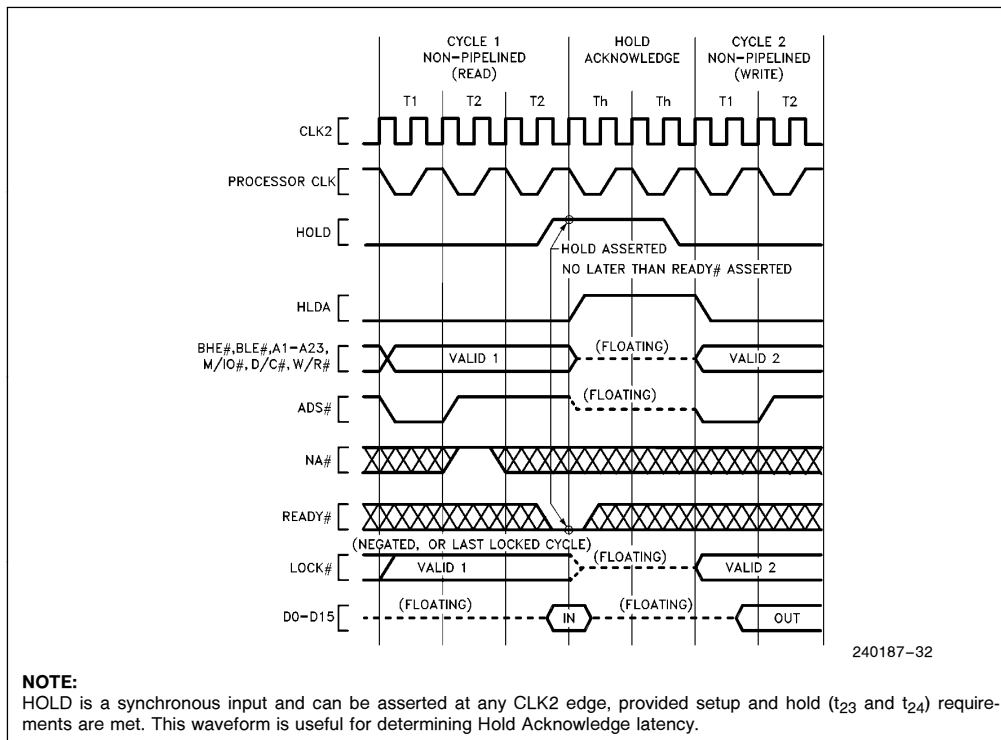 CYCLE 1
NON-PIPELINED
(READ)
HOLD
ACKNOWLEDGE
CYCLE 2
NON-PIPELINED
(WRITE)
T1 T2 T2 Th Th T1 T2
CLK2
PROCESSOR CLK
HOLD
HOLD ASSERTED
NO LATER THAN READY# ASSERTED
HLDA
BHE#,BLE#,A1-A23,
M/IO#,D/C#,W/R#
VALID 1 (FLOATING) VALID 2
ADS# (FLOATING)
NA#
READY#
(NEGATED, OR LAST LOCKED CYCLE)
LOCK# VALID 1 (FLOATING) VALID 2
D0-D15 (FLOATING) IN (FLOATING) OUT
240187–32
NOTE:
HOLD is a synchronous input and can be asserted at any CLK2 edge, provided setup and hold (t23 and t24) require-
ments are met. This waveform is useful for determining Hold Acknowledge latency.